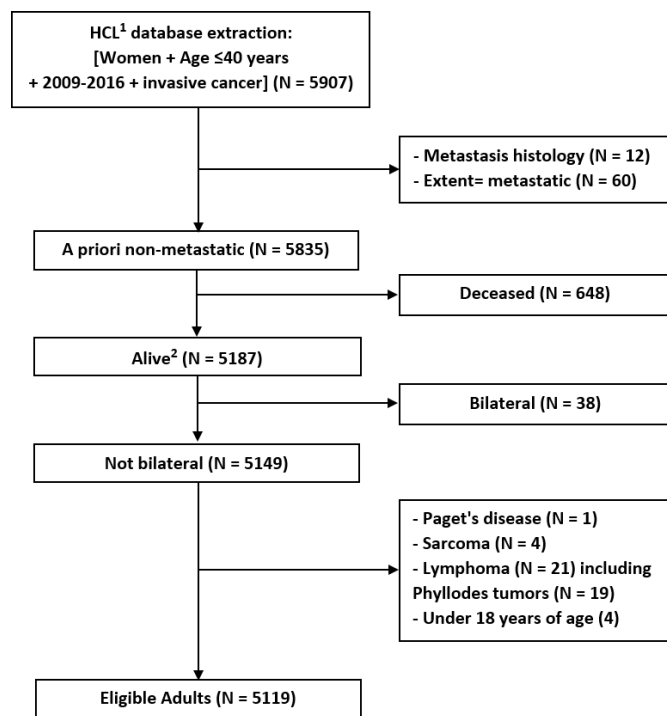 HCL¹ database extraction:
[Women + Age ≤40 years
+ 2009-2016 + invasive cancer] (N = 5907)
- Metastasis histology (N = 12)
- Extent= metastatic (N = 60)
A priori non-metastatic (N = 5835)
Deceased (N = 648)
Alive² (N = 5187)
Bilateral (N = 38)
Not bilateral (N = 5149)
- Paget's disease (N = 1)
- Sarcoma (N = 4)
- Lymphoma (N = 21) including
Phyllodes tumors (N = 19)
- Under 18 years of age (4)
Eligible Adults (N = 5119)